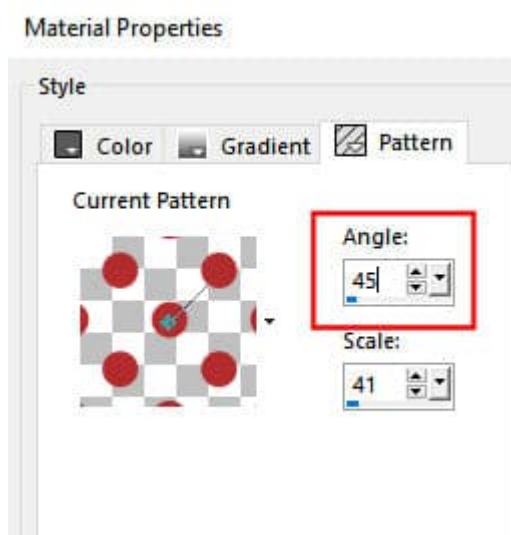 Material Properties
Style
Color Gradient Pattern
Current Pattern
Angle:
45
Scale:
41